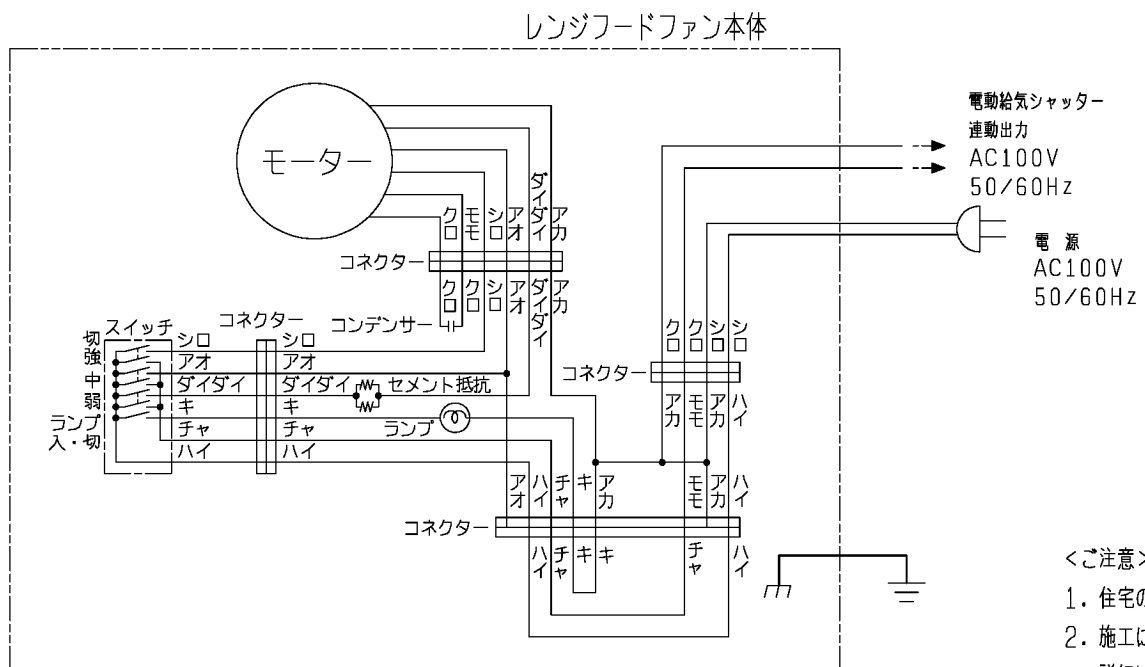 レンジフードファン本体
電動給気シャッター
連動出力
AC100V
50/60Hz
モーター
電 源
AC100V
50/60Hz
クロ
モモ
シロ
アオ
ダイダイ
アカ
コネクター
クロ
クロ
シロ
アオ
ダイダイ
アカ
コンデンサー
スイッチ
コネクター
切
強
中
弱
ランプ
入・切
シロ
アオ
ダイダイ
キ
チャ
ハイ
シロ
アオ
ダイダイ
キ
チャ
ハイ
セメント抵抗
ランプ
クロ
クロ
シロ
シロ
コネクター
アカ
モモ
アカ
ハイ
アオ
ハイ
チャ
キ
アカ
モモ
アカ
ハイ
コネクター
ハイ
チャ
キ
キ
チャ
ハイ
<ご注意>
1. 住宅の
2. 施工に